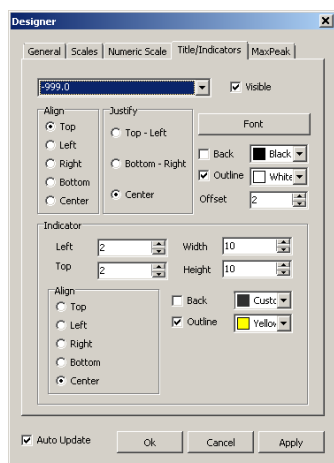 Designer
General Scales Numeric Scale Title/Indicators MaxPeak
-999.0 Visible
Align Justify
Top Top - Left Font
Left
Right Bottom - Right Back Black
Bottom Outline White
Center Center Offset 2
Indicator
Left 2 Width 10
Top 2 Height 10
Align
Top Back Custo
Left Outline Yellow
Right
Bottom
Center
Auto Update Ok Cancel Apply